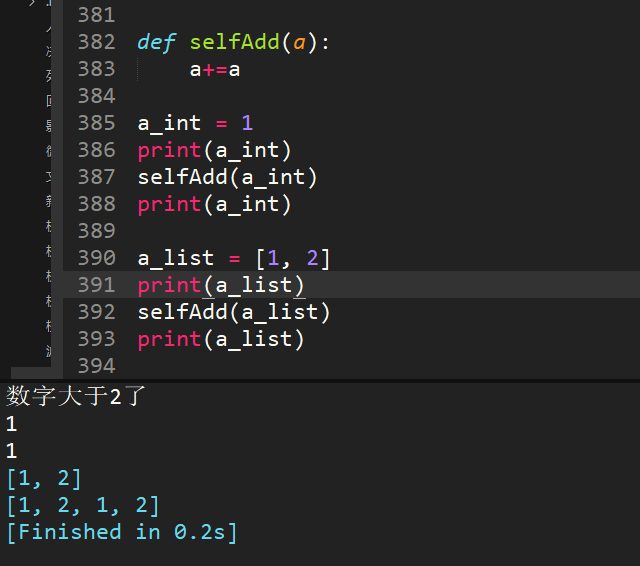 381
382 def selfAdd(a):
383     a+=a
384
385 a_int = 1
386 print(a_int)
387 selfAdd(a_int)
388 print(a_int)
389
390 a_list = [1, 2]
391 print(a_list)
392 selfAdd(a_list)
393 print(a_list)
394
数字大于2了
1
1
[1, 2]
[1, 2, 1, 2]
[Finished in 0.2s]